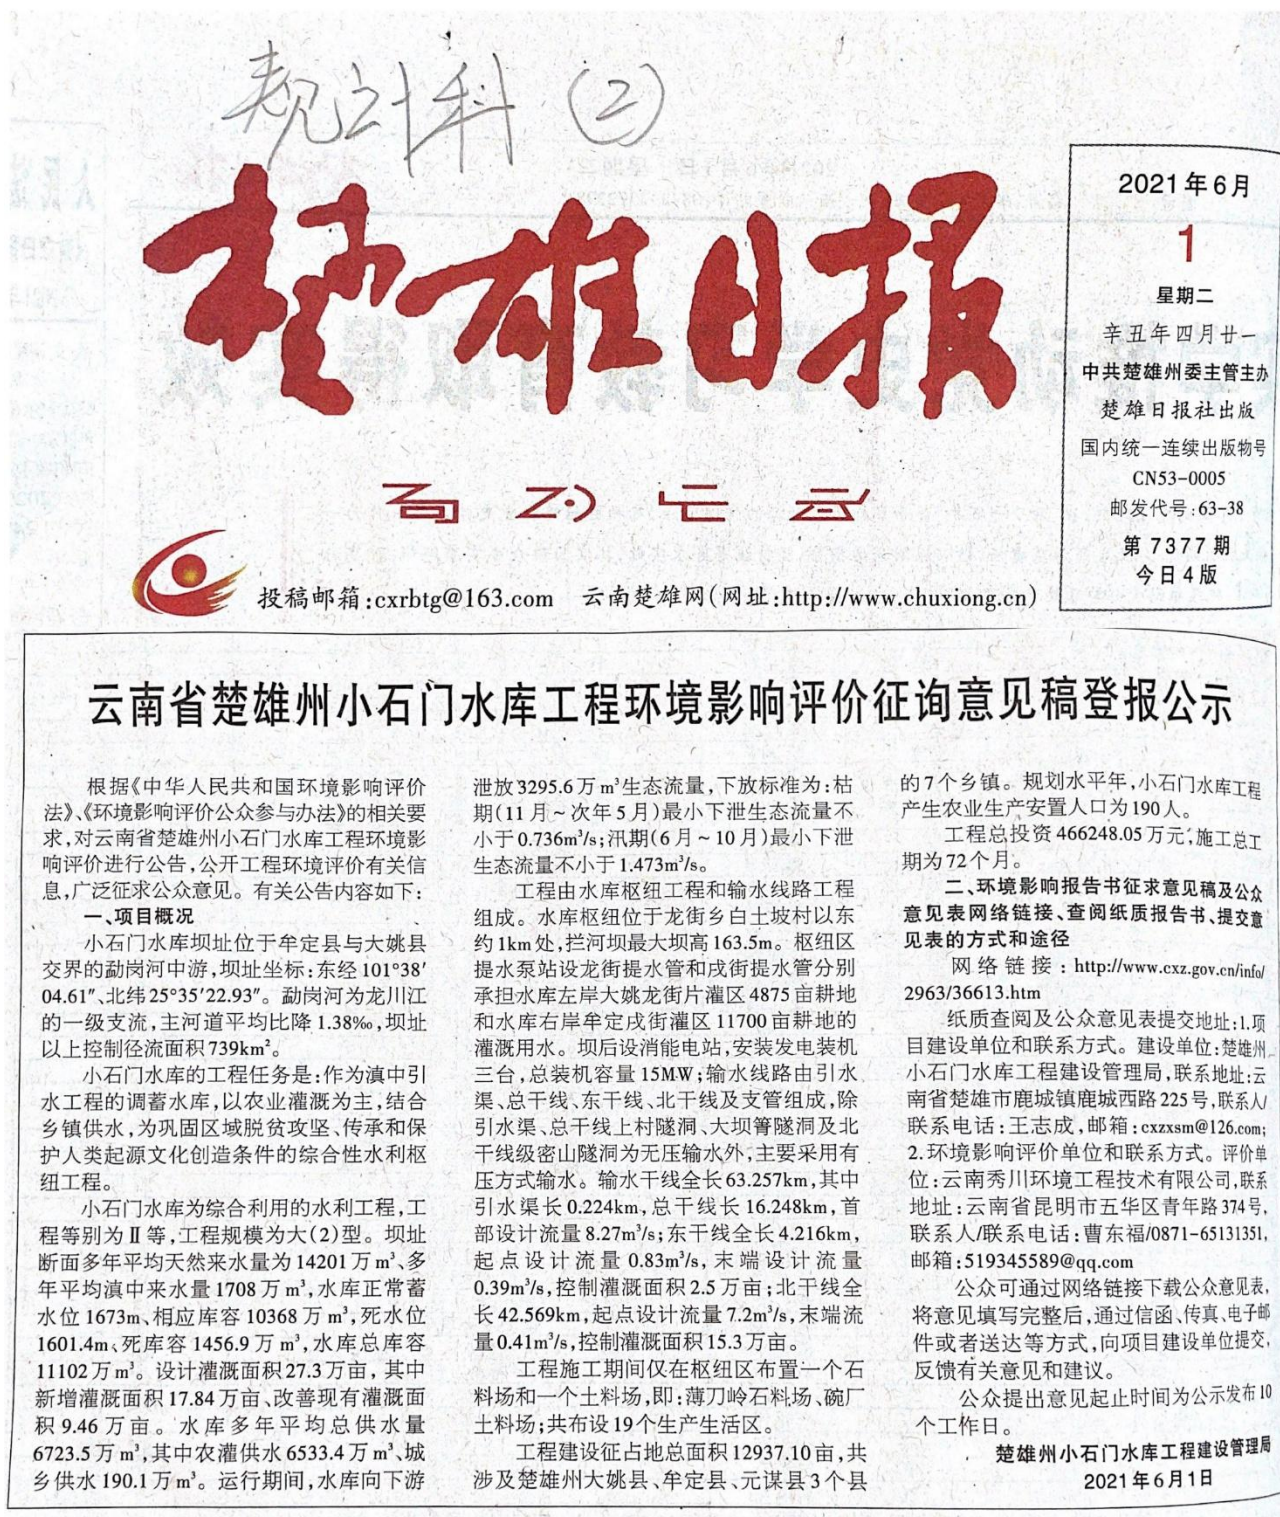 规计科 (2)
楚雄日报
2021年6月
1
星期二
辛丑年四月廿一
中共楚雄州委主管主办
楚雄日报社出版
国内统一连续出版物号
CN53-0005
邮发代号:63-38
第7377期
今日4版
投稿邮箱:cxrbtg@163.com 云南楚雄网(网址:http://www.chuxiong.cn)
云南省楚雄州小石门水库工程环境影响评价征询意见稿登报公示
根据《中华人民共和国环境影响评价
法》、《环境影响评价公众参与办法》的相关要
求,对云南省楚雄州小石门水库工程环境影
响评价进行公告,公开工程环境评价有关信
息,广泛征求公众意见。有关公告内容如下:
一、项目概况
小石门水库坝址位于牟定县与大姚县
交界的勐岗河中游,坝址坐标:东经101°38′
04.61″、北纬25°35′22.93″。勐岗河为龙川江
的一级支流,主河道平均比降1.38‰,坝址
以上控制径流面积739km²。
小石门水库的工程任务是:作为滇中引
水工程的调蓄水库,以农业灌溉为主,结合
乡镇供水,为巩固区域脱贫攻坚、传承和保
护人类起源文化创造条件的综合性水利枢
纽工程。
小石门水库为综合利用的水利工程,工
程等别为Ⅱ等,工程规模为大(2)型。坝址
断面多年平均天然来水量为14201万m³、多
年平均滇中来水量1708万m³,水库正常蓄
水位1673m、相应库容10368万m³,死水位
1601.4m、死库容1456.9万m³,水库总库容
11102万m³。设计灌溉面积27.3万亩,其中
新增灌溉面积17.84万亩、改善现有灌溉面
积9.46万亩。水库多年平均总供水量
6723.5万m³,其中农灌供水6533.4万m³、城
乡供水190.1万m³。运行期间,水库向下游
泄放3295.6万m³生态流量,下放标准为:枯
期(11月~次年5月)最小下泄生态流量不
小于0.736m³/s;汛期(6月~10月)最小下泄
生态流量不小于1.473m³/s。
工程由水库枢纽工程和输水线路工程
组成。水库枢纽位于龙街乡白土坡村以东
约1km处,拦河坝最大坝高163.5m。枢纽区
提水泵站设龙街提水管和戌街提水管分别
承担水库左岸大姚龙街片灌区4875亩耕地
和水库右岸牟定戌街灌区11700亩耕地的
灌溉用水。坝后设消能电站,安装发电装机
三台,总装机容量15MW;输水线路由引水
渠、总干线、东干线、北干线及支管组成,除
引水渠、总干线上村隧洞、大坝箐隧洞及北
干线级密山隧洞为无压输水外,主要采用有
压方式输水。输水干线全长63.257km,其中
引水渠长0.224km,总干线长16.248km,首
部设计流量8.27m³/s;东干线全长4.216km,
起点设计流量0.83m³/s,末端设计流量
0.39m³/s,控制灌溉面积2.5万亩;北干线全
长42.569km,起点设计流量7.2m³/s,末端流
量0.41m³/s,控制灌溉面积15.3万亩。
工程施工期间仅在枢纽区布置一个石
料场和一个土料场,即:薄刀岭石料场、碗厂
土料场;共布设19个生产生活区。
工程建设征占地总面积12937.10亩,共
涉及楚雄州大姚县、牟定县、元谋县3个县
的7个乡镇。规划水平年,小石门水库工程
产生农业生产安置人口为190人。
工程总投资466248.05万元,施工总工
期为72个月。
二、环境影响报告书征求意见稿及公众
意见表网络链接、查阅纸质报告书、提交意
见表的方式和途径
网络链接:http://www.cxz.gov.cn/info/
2963/36613.htm
纸质查阅及公众意见表提交地址:1.项
目建设单位和联系方式。建设单位:楚雄州
小石门水库工程建设管理局,联系地址:云
南省楚雄市鹿城镇鹿城西路225号,联系人/
联系电话:王志成,邮箱:cxzxsm@126.com;
2.环境影响评价单位和联系方式。评价单
位:云南秀川环境工程技术有限公司,联系
地址:云南省昆明市五华区青年路374号,
联系人/联系电话:曹东福/0871-65131351,
邮箱:519345589@qq.com
公众可通过网络链接下载公众意见表,
将意见填写完整后,通过信函、传真、电子邮
件或者送达等方式,向项目建设单位提交,
反馈有关意见和建议。
公众提出意见起止时间为公示发布10
个工作日。
楚雄州小石门水库工程建设管理局
2021年6月1日